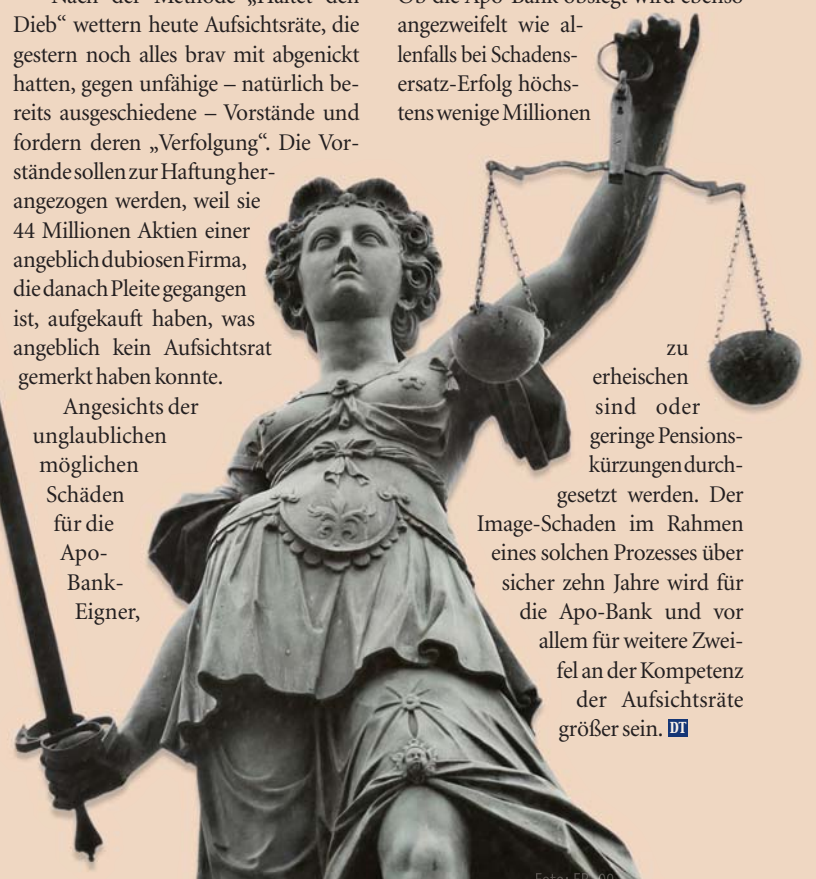 Nach der Methode „Haltet den
Dieb“ wettern heute Aufsichtsräte, die
gestern noch alles brav mit abgenickt
hatten, gegen unfähige – natürlich be-
reits ausgeschiedene – Vorstände und
fordern deren „Verfolgung“. Die Vor-
stände sollen zur Haftung her-
angezogen werden, weil sie
44 Millionen Aktien einer
angeblich dubiosen Firma,
die danach Pleite gegangen
ist, aufgekauft haben, was
angeblich kein Aufsichtsrat
gemerkt haben konnte.
Angesichts der
unglaublichen
möglichen
Schäden
für die
Apo-
Bank-
Eigner,
Ob die Apo-Bank obsiegt wird ebenso
angezweifelt wie al-
lenfalls bei Schadens-
ersatz-Erfolg höchs-
tens wenige Millionen
zu
erheischen
sind oder
geringe Pensions-
kürzungen durch-
gesetzt werden. Der
Image-Schaden im Rahmen
eines solchen Prozesses über
sicher zehn Jahre wird für
die Apo-Bank und vor
allem für weitere Zwei-
fel an der Kompetenz
der Aufsichtsräte
größer sein. DT